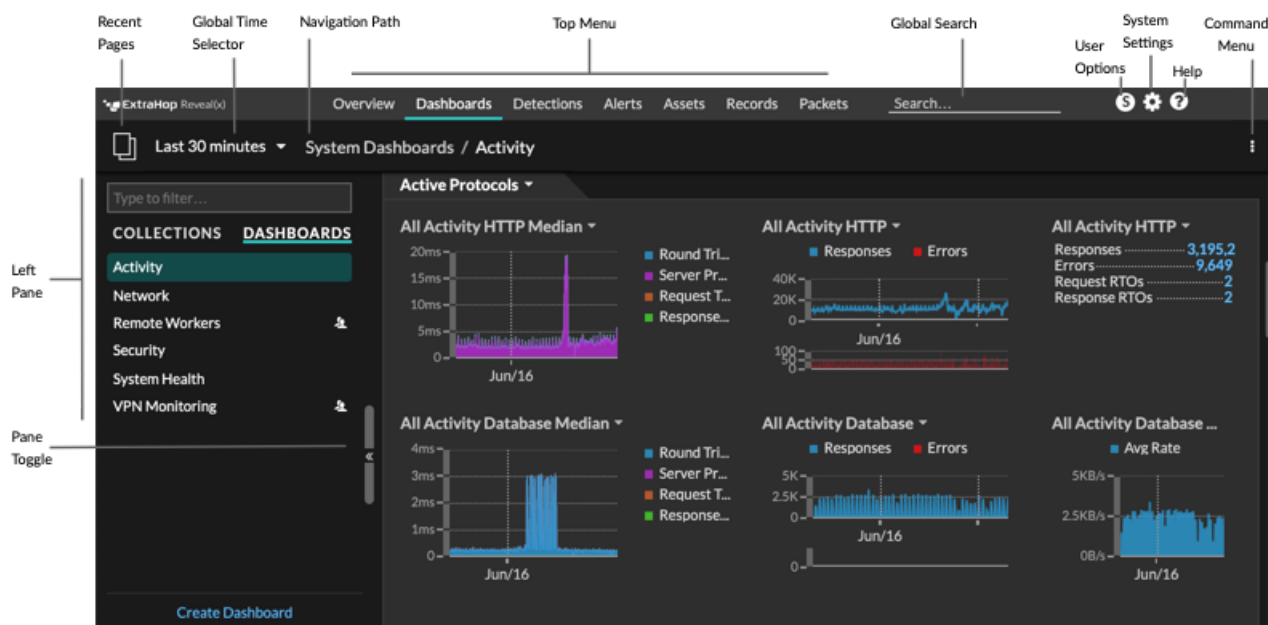 Recent
Pages
Global Time
Selector
Navigation Path
Top Menu
Global Search
User
Options
System
Settings
Help
Command
Menu
ExtraHop Reveal(x)
Overview Dashboards Detections Alerts Assets Records Packets Search... S ?
Last 30 minutes System Dashboards / Activity
Left
Pane
Pane
Toggle
Type to filter...
COLLECTIONS DASHBOARDS
Activity
Network
Remote Workers
Security
System Health
VPN Monitoring
«
Create Dashboard
Active Protocols
All Activity HTTP Median
20ms
15ms
10ms
5ms
0
Jun/16
Round Tri...
Server Pr...
Request T...
Response...
All Activity HTTP
Responses Errors
40K
20K
0
Jun/16
100
50
0
All Activity HTTP
Responses 3,195,2
Errors 9,649
Request RTOs 2
Response RTOs 2
All Activity Database Median
4ms
3ms
2ms
1ms
0
Jun/16
Round Tri...
Server Pr...
Request T...
Response...
All Activity Database
Responses Errors
5K
2.5K
0
Jun/16
0
All Activity Database ...
Avg Rate
5KB/s
2.5KB/s
0B/s
Jun/16